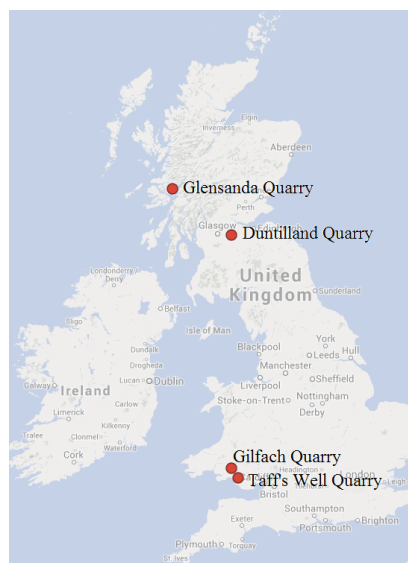 Elgin
Inverness
Aberdeen
Glensanda Quarry
Perth
Glasgow
Duntilland Quarry
United
Kingdom
Londonderry/
Derry
Sunderland
Belfast
Sligo
Isle of Man
Dundalk
Blackpool
York
Leeds
Hull
Drogheda
Manchester
Galway
Ireland
Lucan
Dublin
Liverpool
Sheffield
Carlow
Stoke-on-Trent
Nottingham
Limerick
Derby
Kilkenny
Tralee
Clonmel
Waterford
Cork
Gilfach Quarry
Headington
London
Taff's Well Quarry
Leigh
Bristol
Southampton
Portsmouth
Brighton
Exeter
Plymouth
Torquay
St. Ives